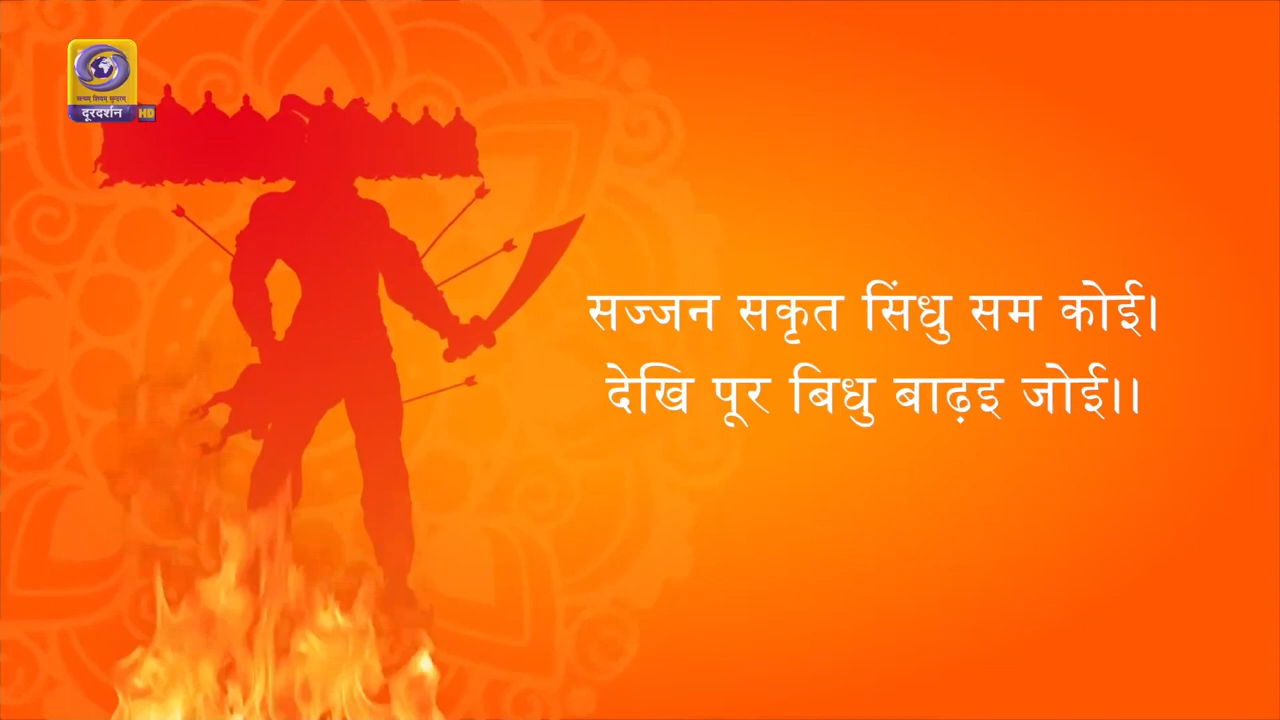 सत्यम् शिवम् सुन्दरम्
दूरदर्शन HD
सज्जन सकृत सिंधु सम कोई।
देखि पूर बिधु बाढ़इ जोई।।